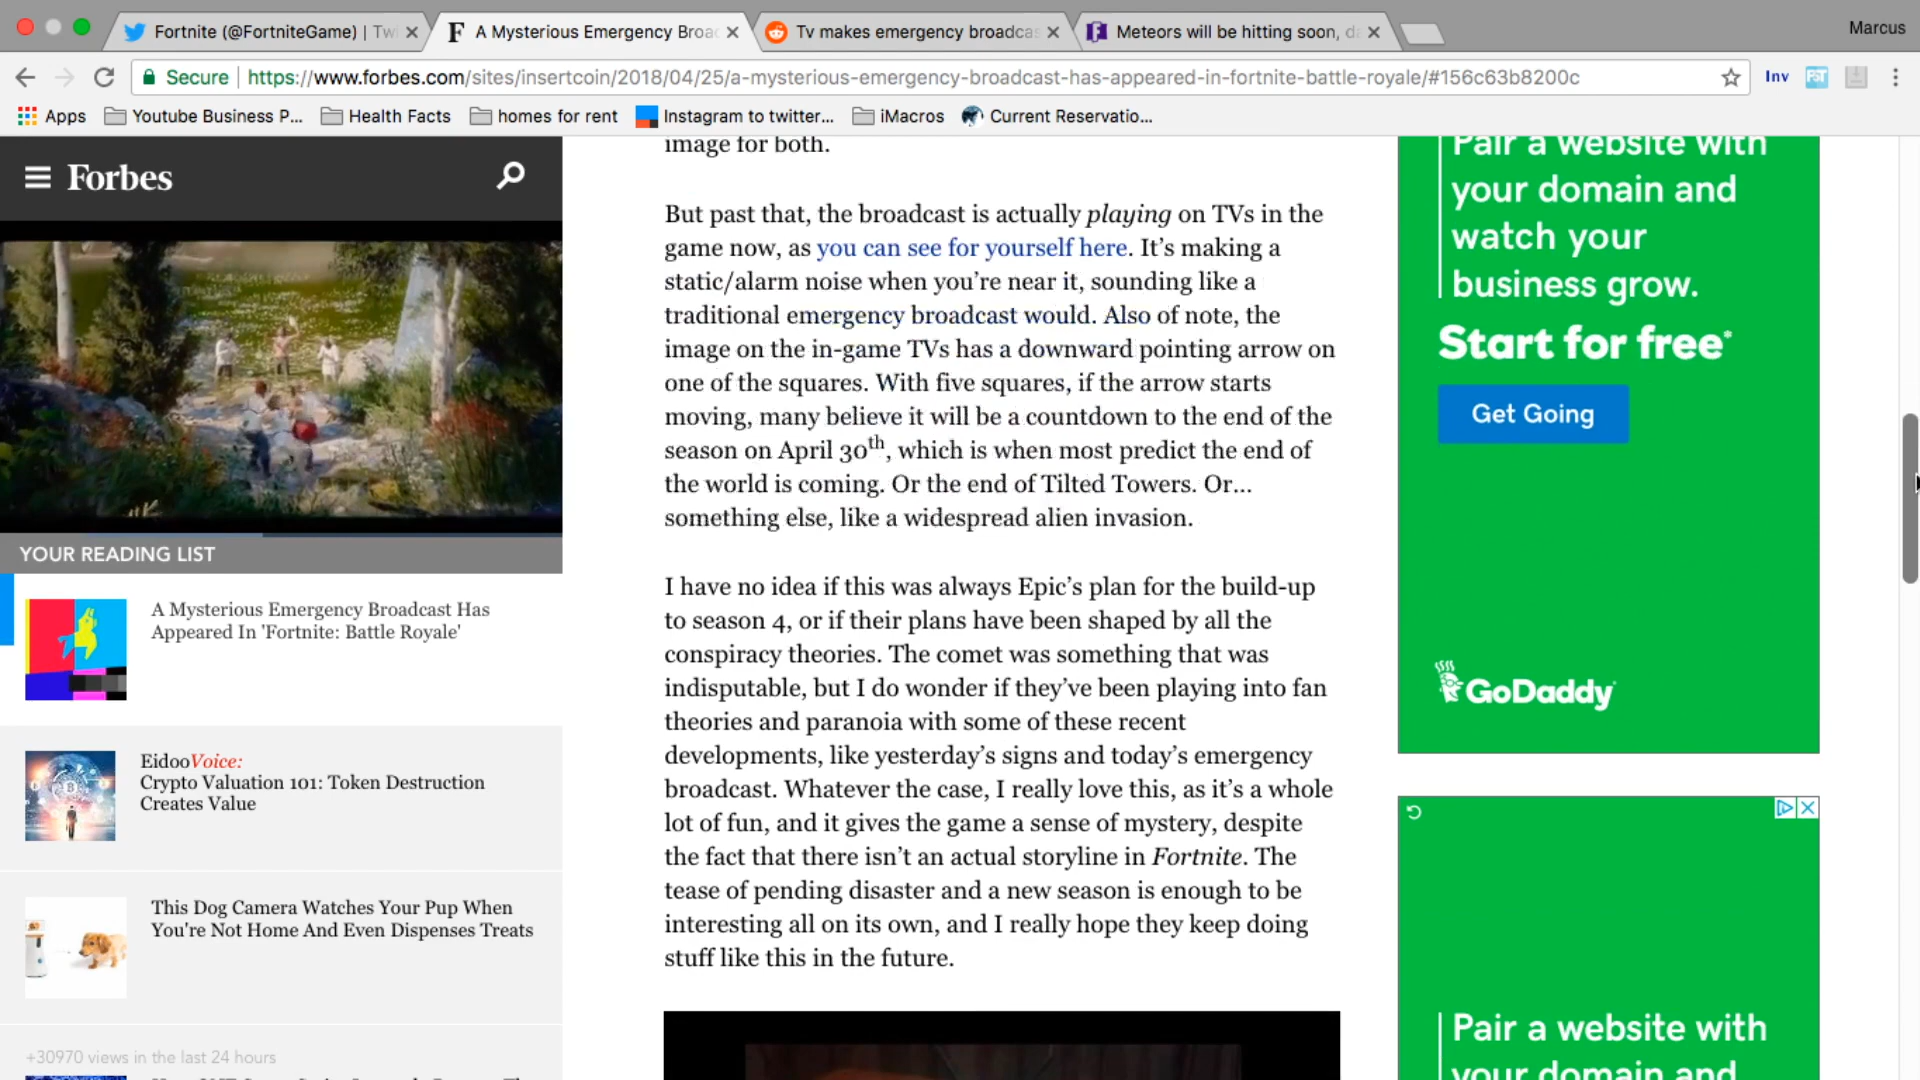 Fortnite (@FortniteGame) | Tw
A Mysterious Emergency Broa
Tv makes emergency broadcas
Meteors will be hitting soon, d
Marcus
Secure
https://www.forbes.com/sites/insertcoin/2018/04/25/a-mysterious-emergency-broadcast-has-appeared-in-fortnite-battle-royale/#156c63b8200c
Inv
FST
Apps
Youtube Business P...
Health Facts
homes for rent
Instagram to twitter...
iMacros
Current Reservatio...
Forbes
YOUR READING LIST
A Mysterious Emergency Broadcast Has
Appeared In 'Fortnite: Battle Royale'
EidooVoice:
Crypto Valuation 101: Token Destruction
Creates Value
This Dog Camera Watches Your Pup When
You're Not Home And Even Dispenses Treats
+30970 views in the last 24 hours
image for both.
But past that, the broadcast is actually playing on TVs in the
game now, as you can see for yourself here. It’s making a
static/alarm noise when you’re near it, sounding like a
traditional emergency broadcast would. Also of note, the
image on the in-game TVs has a downward pointing arrow on
one of the squares. With five squares, if the arrow starts
moving, many believe it will be a countdown to the end of the
season on April 30th, which is when most predict the end of
the world is coming. Or the end of Tilted Towers. Or…
something else, like a widespread alien invasion.
I have no idea if this was always Epic’s plan for the build-up
to season 4, or if their plans have been shaped by all the
conspiracy theories. The comet was something that was
indisputable, but I do wonder if they’ve been playing into fan
theories and paranoia with some of these recent
developments, like yesterday’s signs and today’s emergency
broadcast. Whatever the case, I really love this, as it’s a whole
lot of fun, and it gives the game a sense of mystery, despite
the fact that there isn’t an actual storyline in Fortnite. The
tease of pending disaster and a new season is enough to be
interesting all on its own, and I really hope they keep doing
stuff like this in the future.
Pair a website with
your domain and
watch your
business grow.
Start for free*
Get Going
GoDaddy
Pair a website with
your domain and